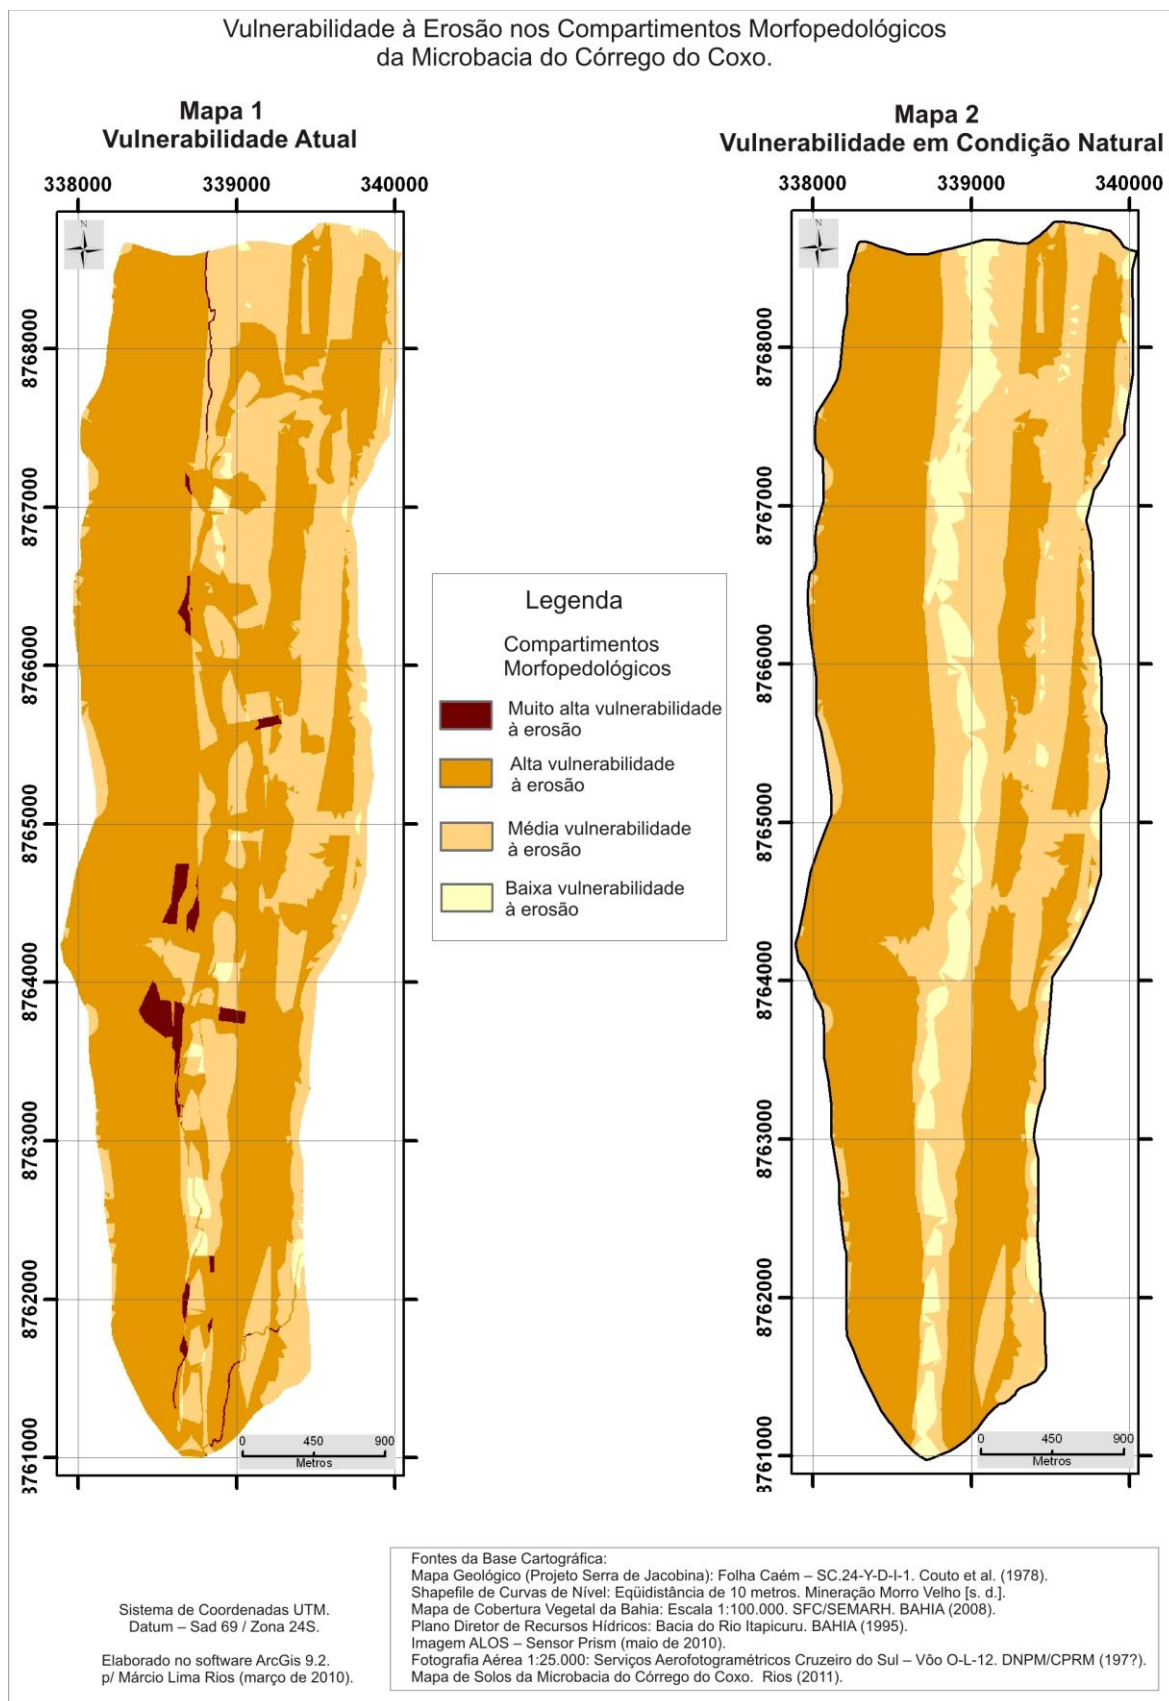 Vulnerabilidade à Erosão nos Compartimentos Morfopedológicos
da Microbacia do Córrego do Coxo.
Mapa 1
Vulnerabilidade Atual
338000 339000 340000
N
8768000
8767000
8766000
8765000
8764000
8763000
8762000
8761000
0 450 900
Metros
Legenda
Compartimentos
Morfopedológicos
Muito alta vulnerabilidade
à erosão
Alta vulnerabilidade
à erosão
Média vulnerabilidade
à erosão
Baixa vulnerabilidade
à erosão
Mapa 2
Vulnerabilidade em Condição Natural
338000 339000 340000
N
8768000
8767000
8766000
8765000
8764000
8763000
8762000
8761000
0 450 900
Metros
Sistema de Coordenadas UTM.
Datum – Sad 69 / Zona 24S.
Elaborado no software ArcGis 9.2.
p/ Márcio Lima Rios (março de 2010).
Fontes da Base Cartográfica:
Mapa Geológico (Projeto Serra de Jacobina): Folha Caém – SC.24-Y-D-I-1. Couto et al. (1978).
Shapefile de Curvas de Nível: Eqüidistância de 10 metros. Mineração Morro Velho [s. d.].
Mapa de Cobertura Vegetal da Bahia: Escala 1:100.000. SFC/SEMARH. BAHIA (2008).
Plano Diretor de Recursos Hídricos: Bacia do Rio Itapicuru. BAHIA (1995).
Imagem ALOS – Sensor Prism (maio de 2010).
Fotografia Aérea 1:25.000: Serviços Aerofotogramétricos Cruzeiro do Sul – Vôo O-L-12. DNPM/CPRM (197?).
Mapa de Solos da Microbacia do Córrego do Coxo. Rios (2011).